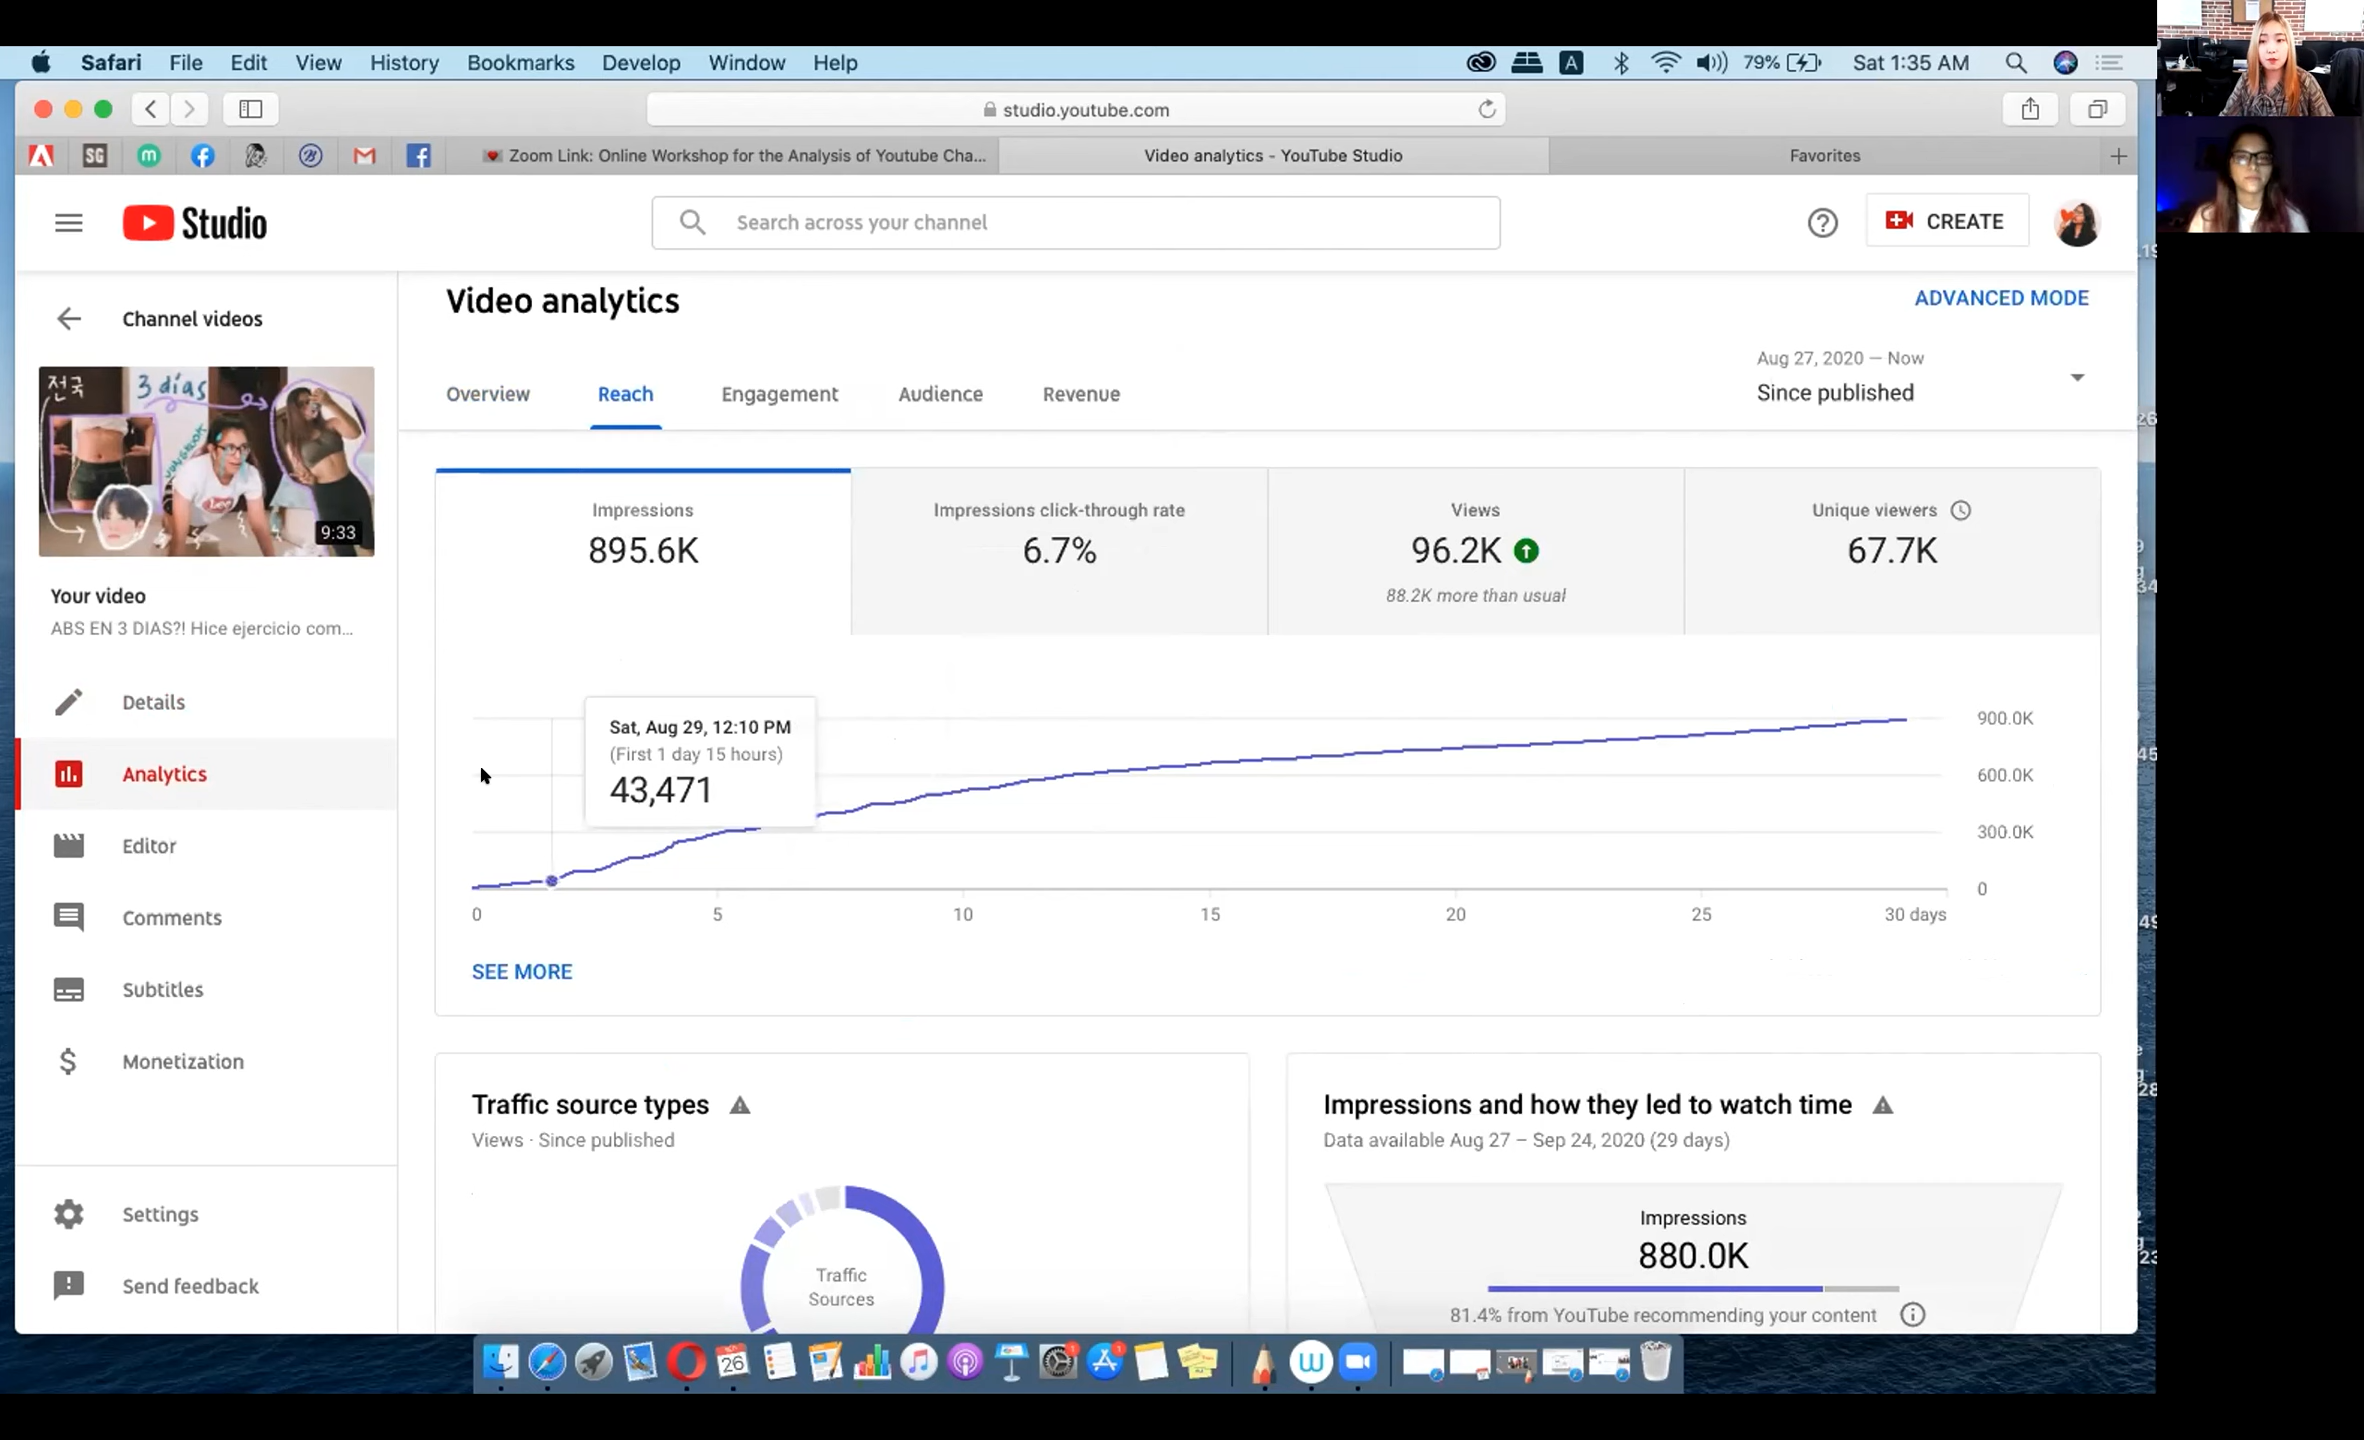 Safari File Edit View History Bookmarks Develop Window Help
A
79%
Sat 1:35 AM
studio.youtube.com
SG
m
Zoom Link: Online Workshop for the Analysis of Youtube Cha...
Video analytics - YouTube Studio
Favorites
Studio
Search across your channel
CREATE
Channel videos
전국
3 días
9:33
Your video
ABS EN 3 DIAS?! Hice ejercicio com...
Details
Analytics
Editor
Comments
Subtitles
Monetization
Settings
Send feedback
Video analytics
ADVANCED MODE
Overview Reach Engagement Audience Revenue
Aug 27, 2020 – Now
Since published
Impressions
895.6K
Impressions click-through rate
6.7%
Views
96.2K
88.2K more than usual
Unique viewers
67.7K
Sat, Aug 29, 12:10 PM
(First 1 day 15 hours)
43,471
900.0K
600.0K
300.0K
0
0 5 10 15 20 25 30 days
SEE MORE
Traffic source types
Views · Since published
Traffic
Sources
Impressions and how they led to watch time
Data available Aug 27 – Sep 24, 2020 (29 days)
Impressions
880.0K
81.4% from YouTube recommending your content
26